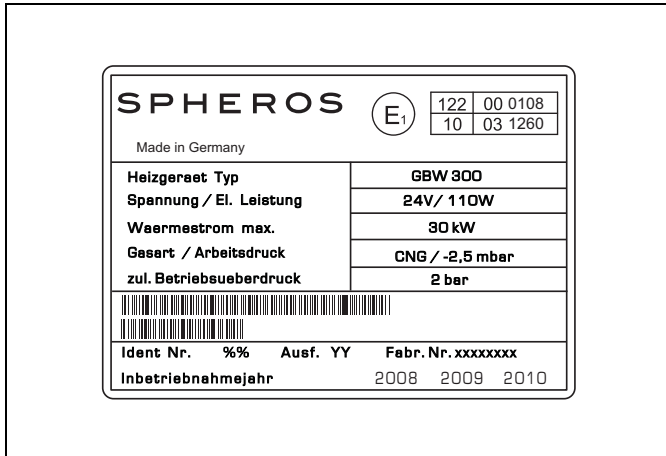 SPHEROS
E1
122 00 0108
10 03 1260
Made in Germany
Heizgeraet Typ GBW 300
Spannung / El. Leistung 24V/ 110W
Waermestrom max. 30 kW
Gasart / Arbeitsdruck CNG / -2,5 mbar
zul. Betriebsueberdruck 2 bar
Ident Nr. %% Ausf. YY Fabr. Nr. xxxxxxxx
Inbetriebnahmejahr 2008 2009 2010